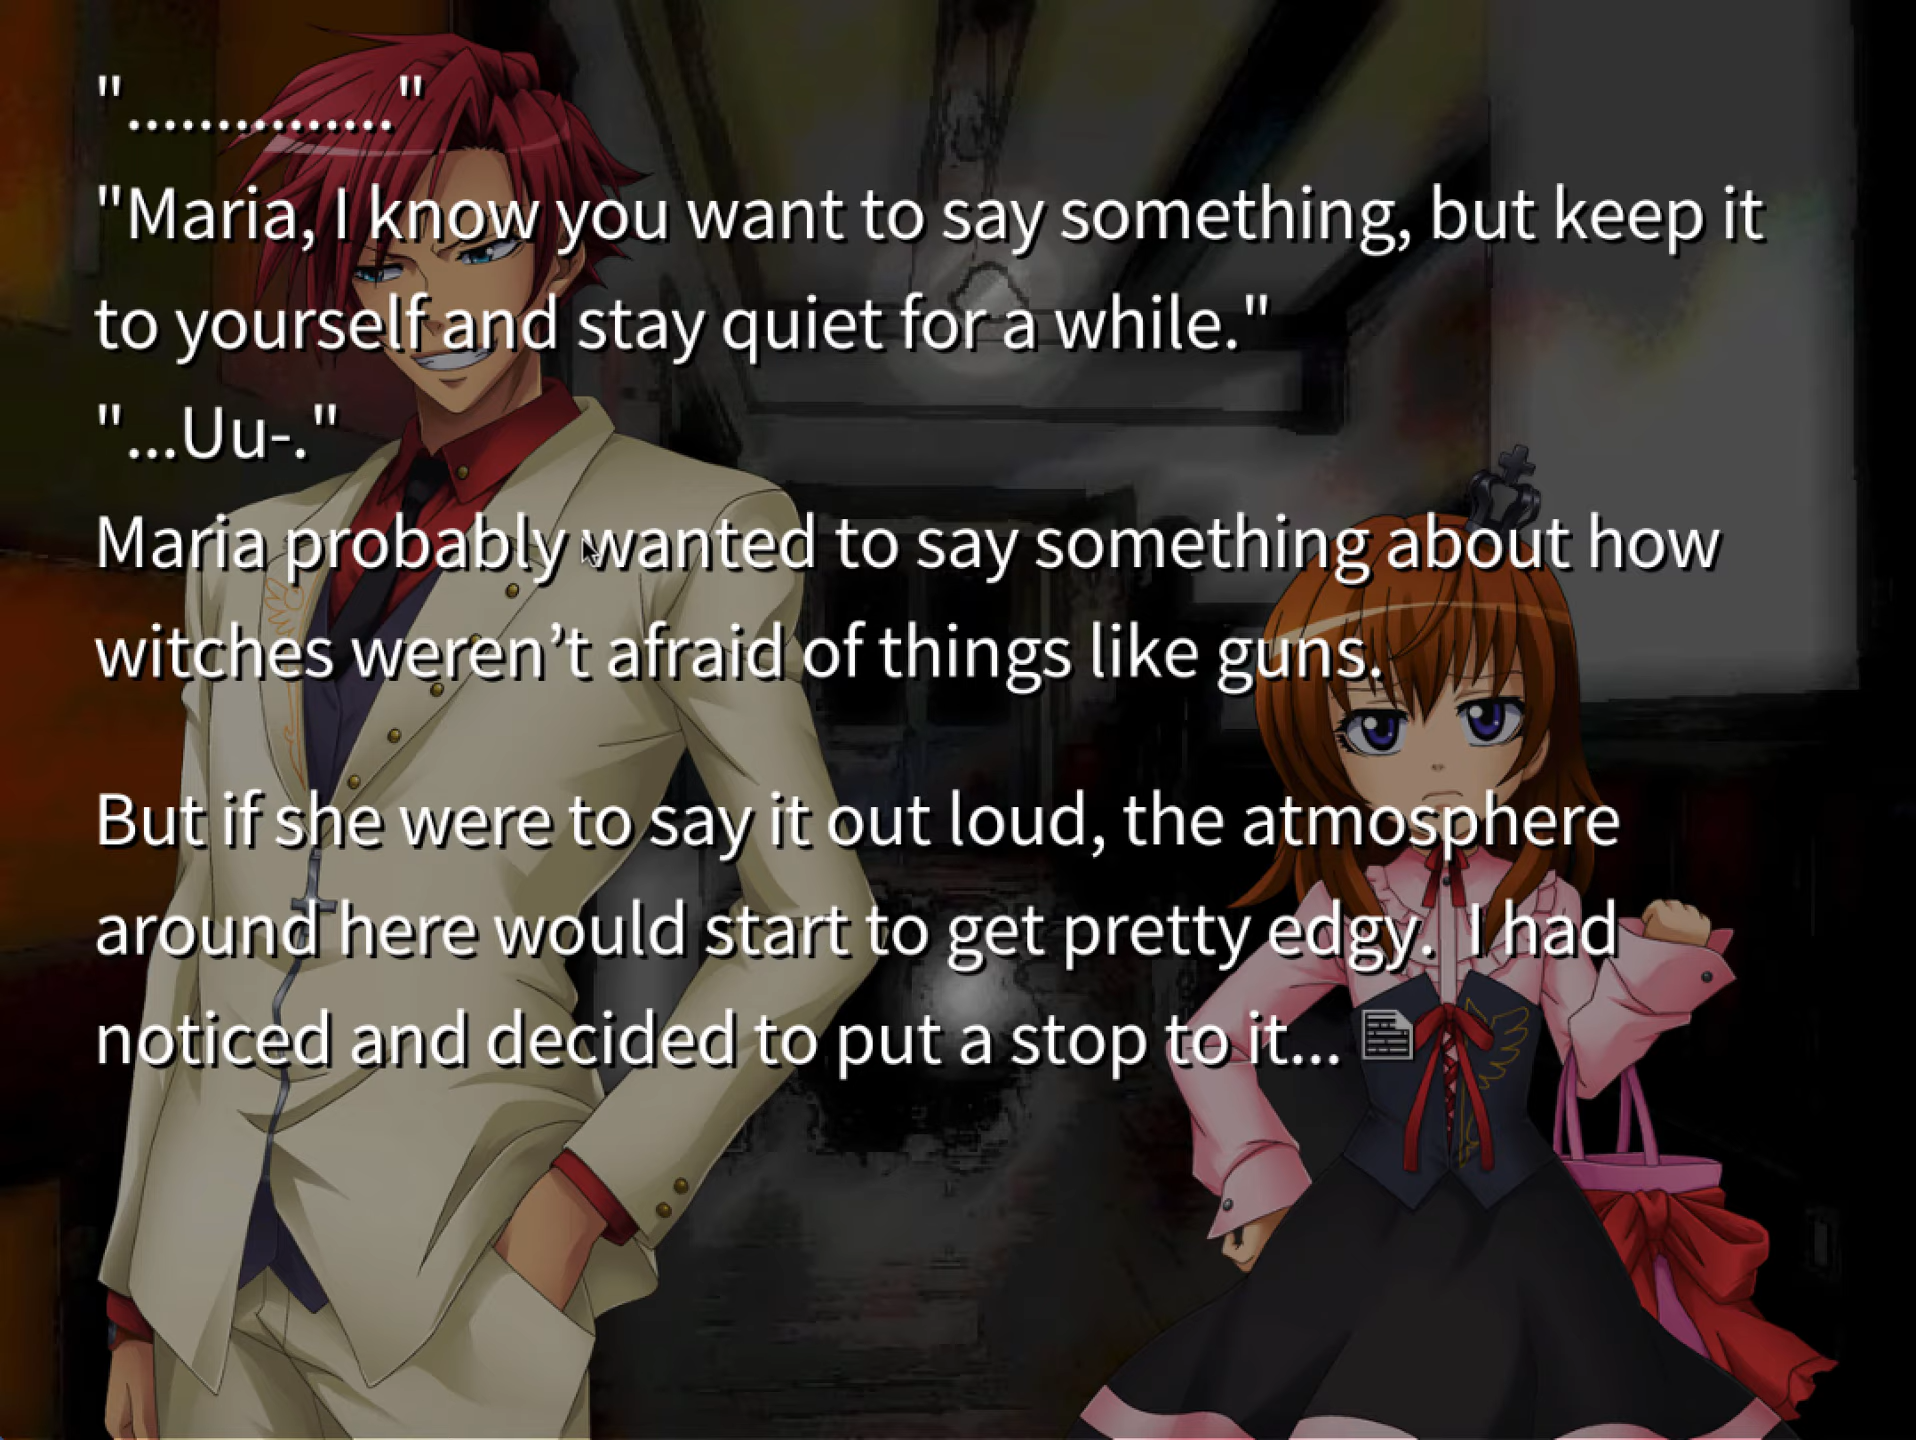 "..............."
"Maria, I know you want to say something, but keep it
to yourself and stay quiet for a while."
"...Uu-."
Maria probably wanted to say something about how
witches weren’t afraid of things like guns.
But if she were to say it out loud, the atmosphere
around here would start to get pretty edgy.  I had
noticed and decided to put a stop to it...